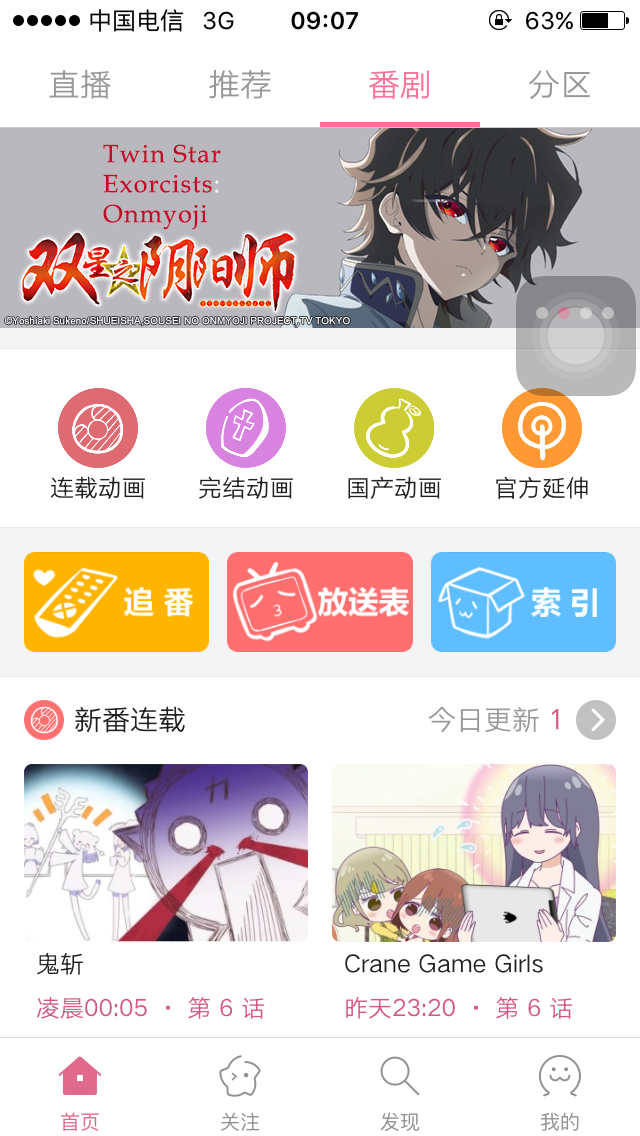 中国电信 3G 09:07 63%
直播 推荐 番剧 分区
Twin Star
Exorcists:
Onmyoji
双星之阴阳师
©Yoshiaki Sukeno/SHUEISHA,SOUSEI NO ONMYOJI PROJECT,TV TOKYO
连载动画 完结动画 国产动画 官方延伸
追番 放送表 索引
新番连载 今日更新 1
鬼斩 Crane Game Girls
凌晨00:05 · 第 6 话 昨天23:20 · 第 6 话
首页 关注 发现 我的